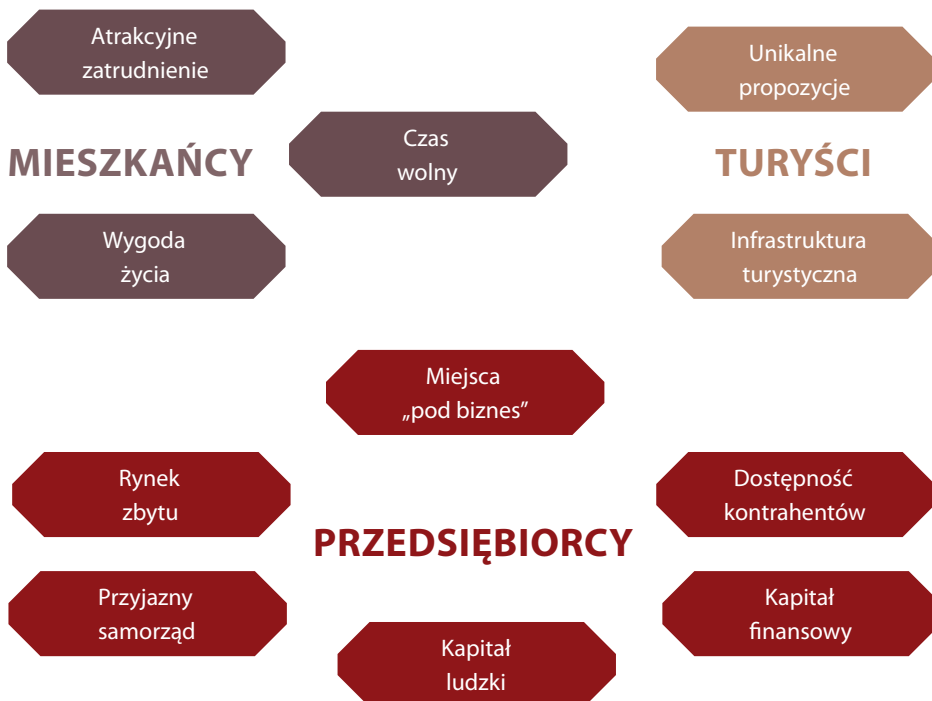 Atrakcyjne
zatrudnienie
Unikalne
propozycje
MIESZKAŃCY
Czas
wolny
TURYŚCI
Wygoda
życia
Infrastruktura
turystyczna
Miejsca
„pod biznes”
Rynek
zbytu
Dostępność
kontrahentów
PRZEDSIĘBIORCY
Przyjazny
samorząd
Kapitał
finansowy
Kapitał
ludzki